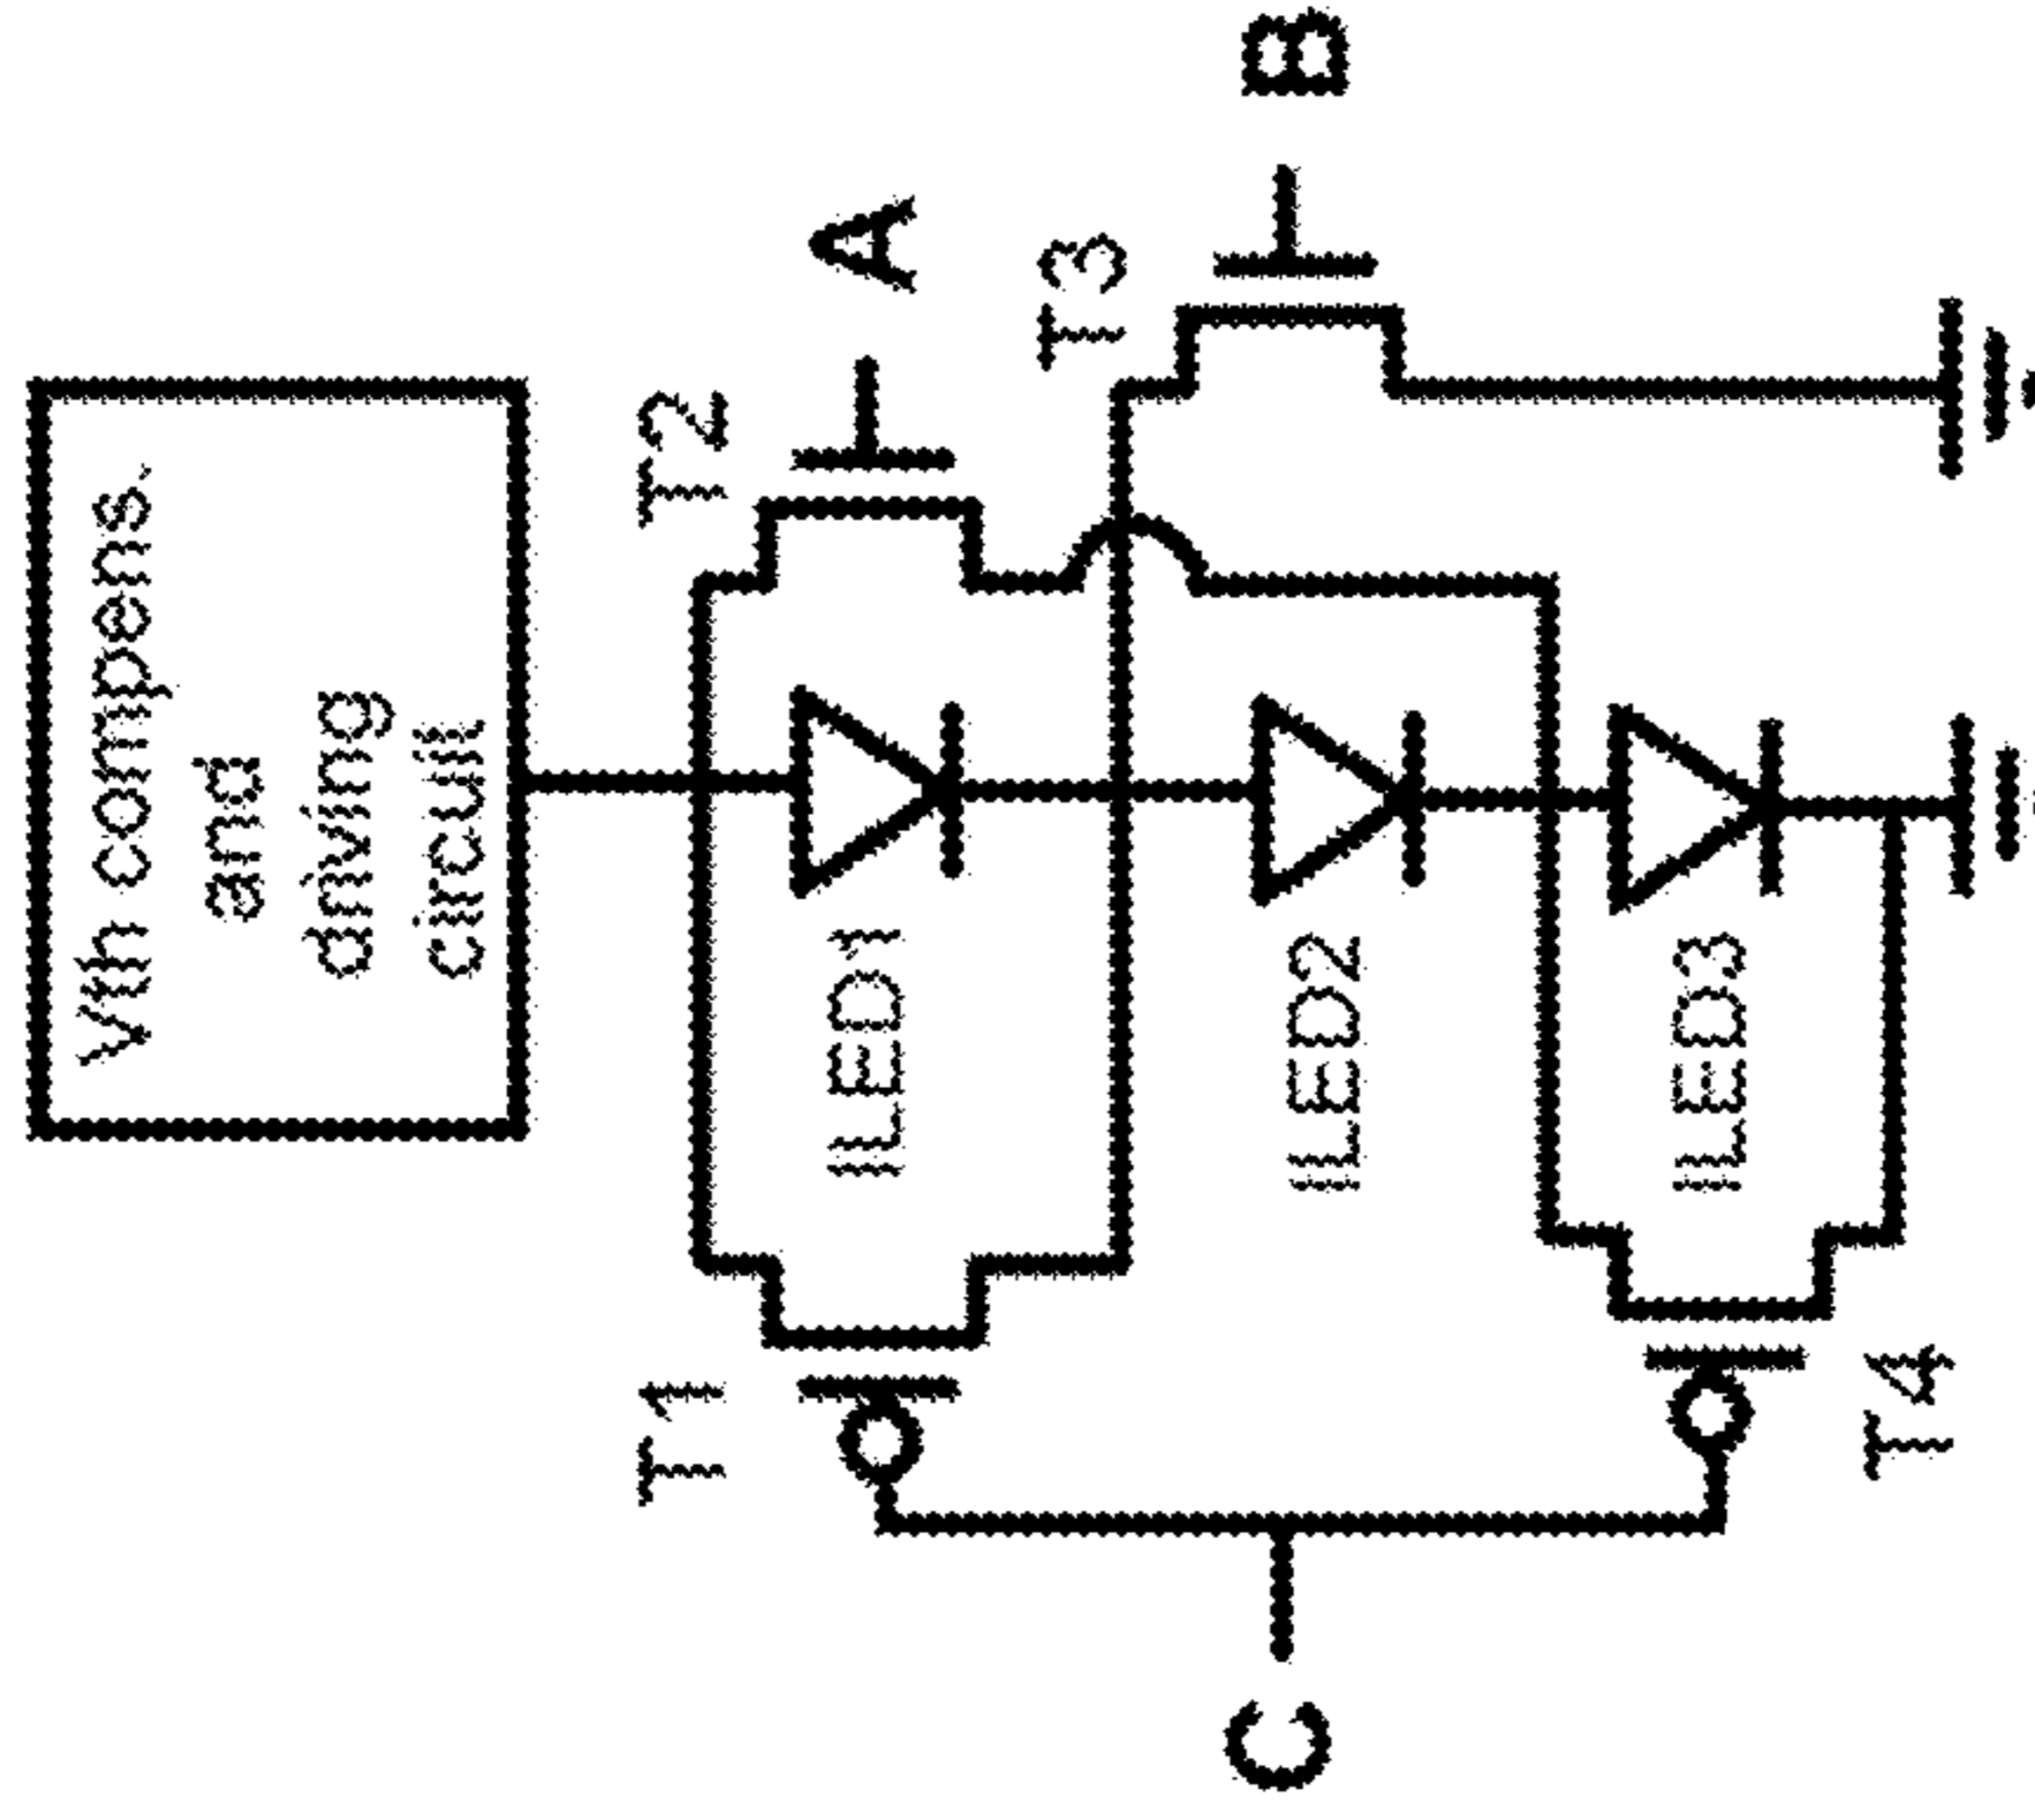 Vth compens.
and
driving
circuit
T1
T2
A
ILED1
T3
B
C
ILED2
ILED3
T4